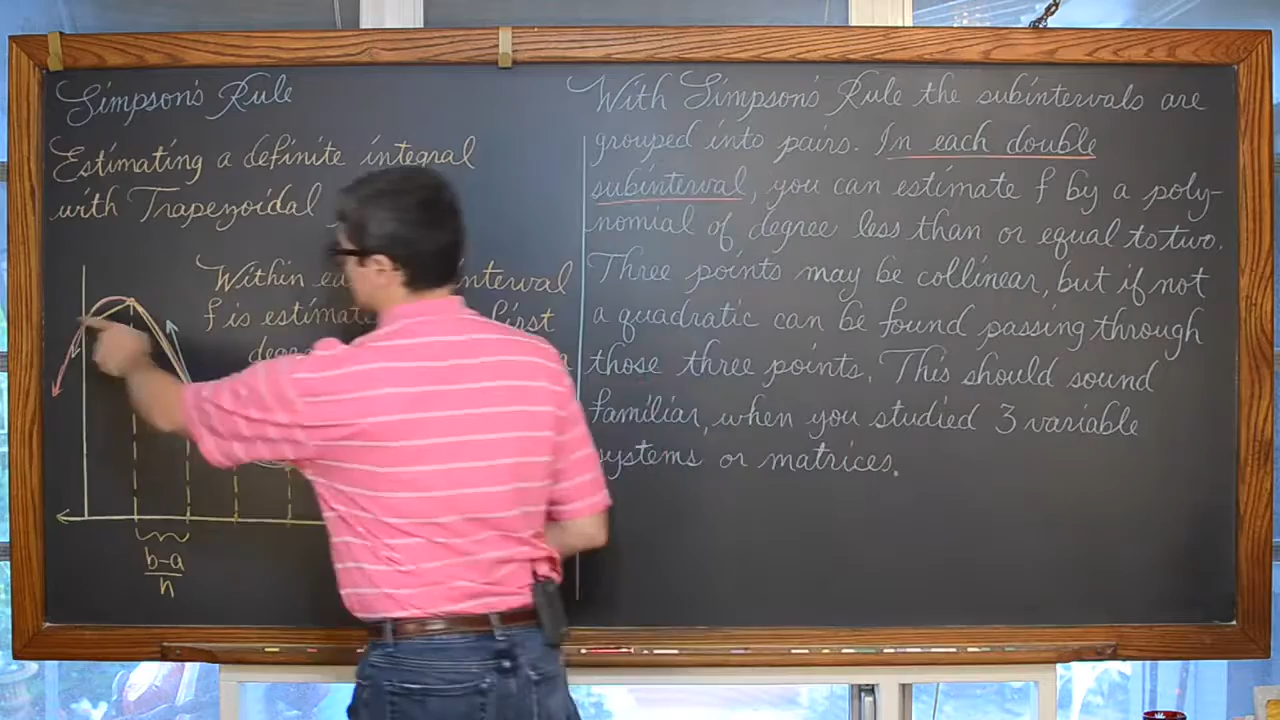 Simpson's Rule
Estimating a definite integral
with Trapezoidal
Within interval
f is first
b-a
n
With Simpson's Rule the subintervals are
grouped into pairs. In each double
subinterval, you can estimate f by a poly-
nomial of degree less than or equal to two.
Three points may be collinear, but if not
a quadratic can be found passing through
those three points. This should sound
familiar, when you studied 3 variable
systems or matrices.